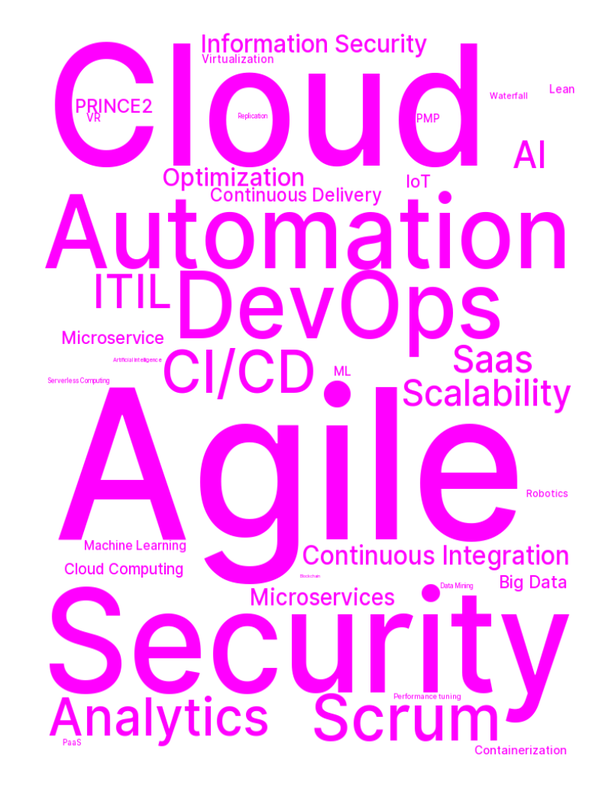 Information Security
Cloud
Virtualization
Lean
Waterfall
PRINCE2
Replication
VR
PMP
AI
Optimization
IoT
Continuous Delivery
Automation
ITIL
DevOps
Microservice
Saas
Artificial Intelligence
CI/CD
ML
Serverless Computing
Scalability
Agile
Robotics
Machine Learning
Continuous Integration
Cloud Computing
Blockchain
Big Data
Data Mining
Microservices
Security
Performance tuning
Analytics
Scrum
PaaS
Containerization